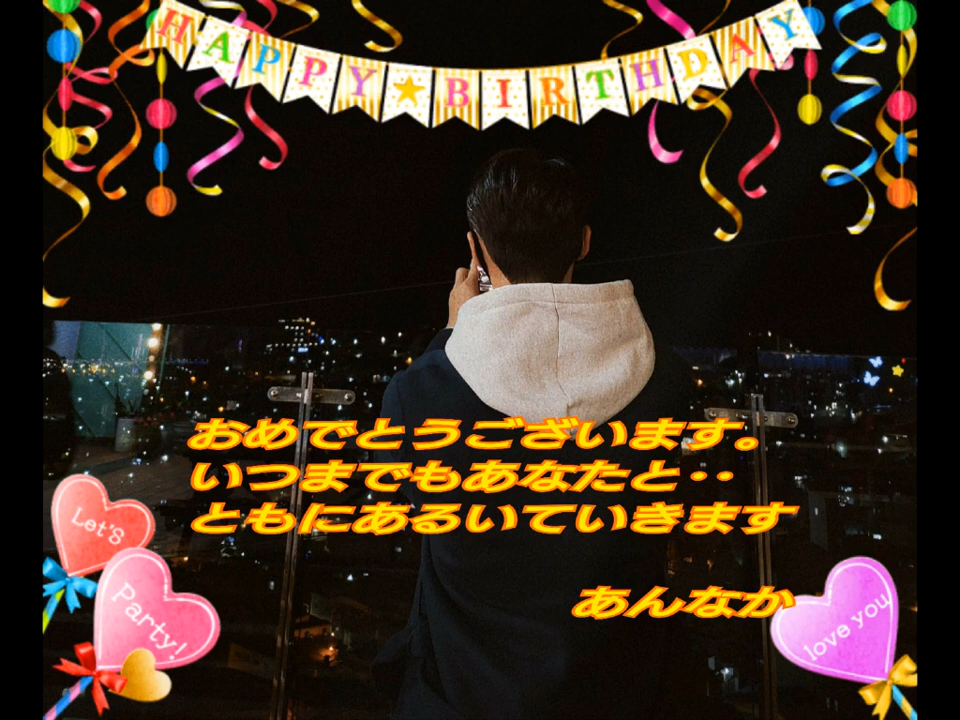 HAPPY★BIRTHDAY
おめでとうございます。
いつまでもあなたと‥
ともにあるいていきます
あんなか
Let's
Party!
love you